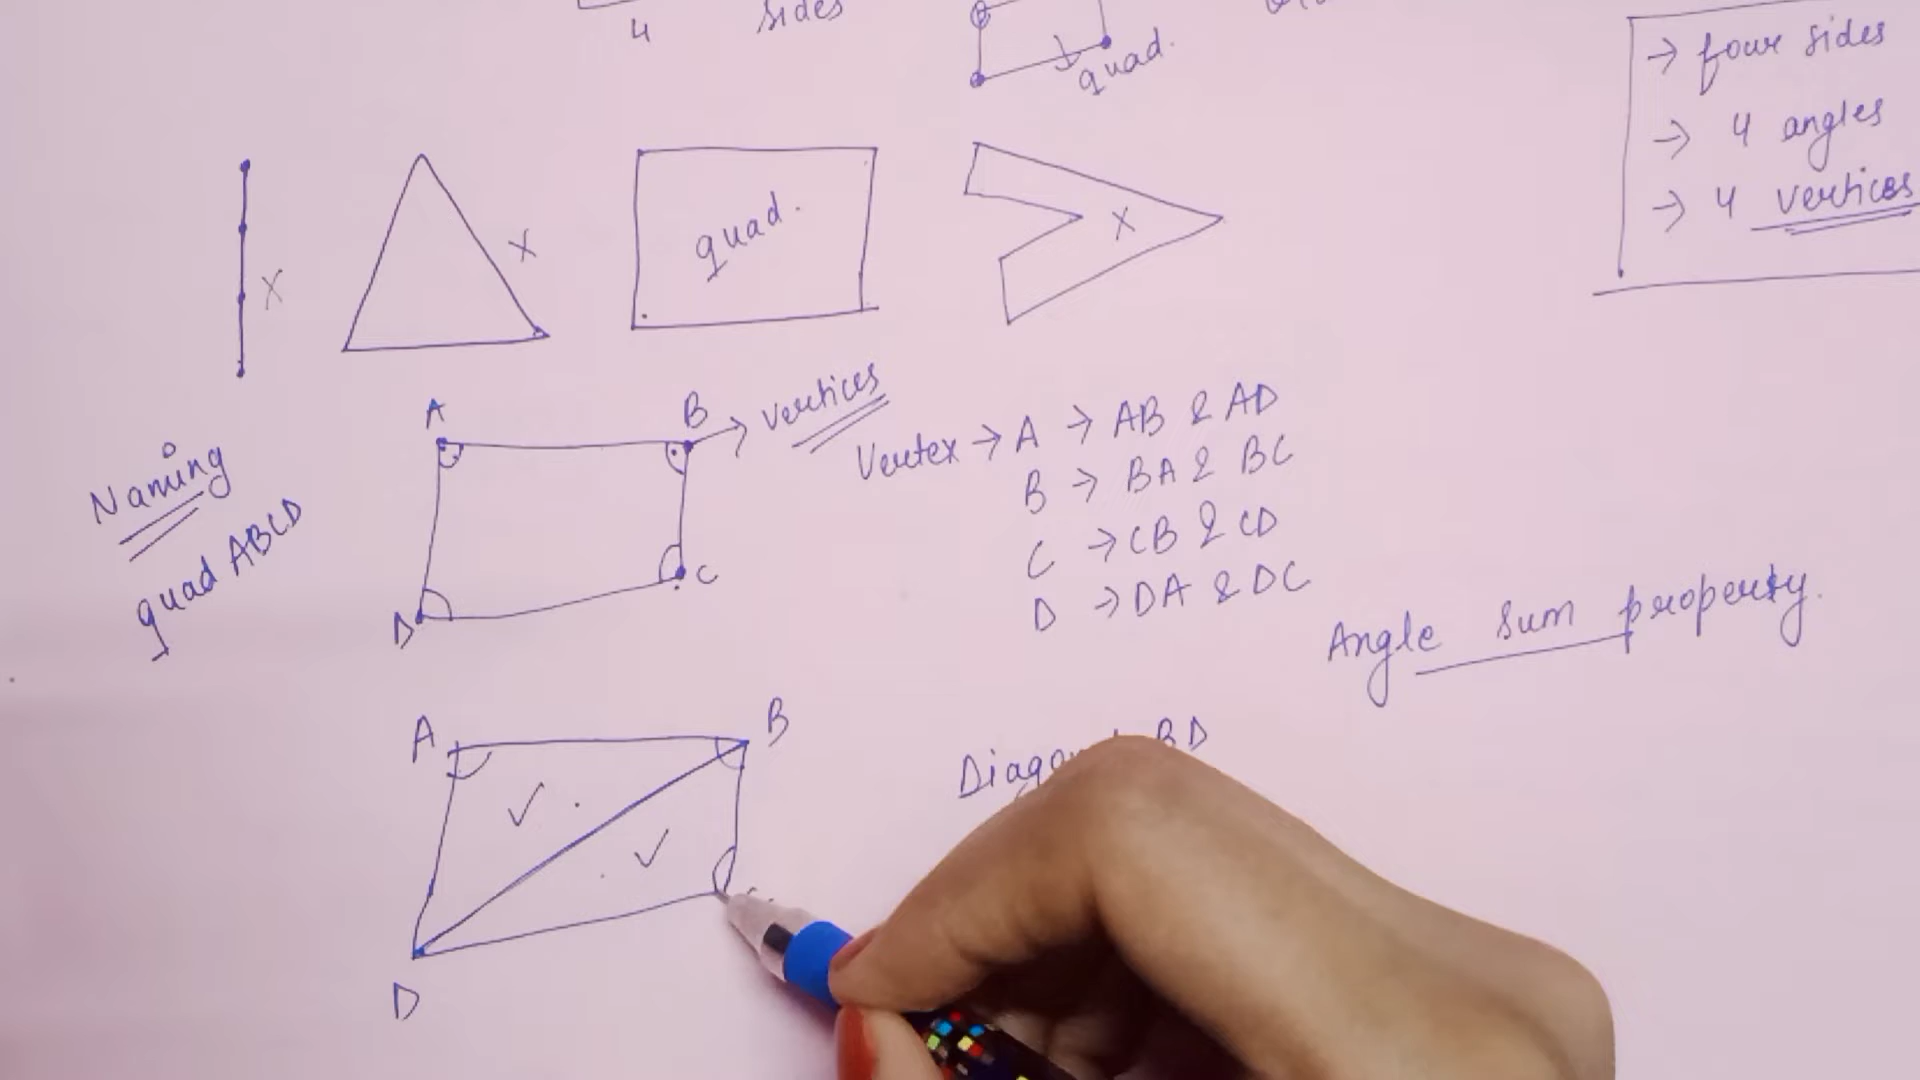 4 sides
quad.
→ four sides
→ 4 angles
→ 4 vertices
X
X
quad.
X
Naming
quad ABCD
A
B → vertices
C
D
Vertex → A → AB & AD
B → BA & BC
C → CB & CD
D → DA & DC
Angle sum property.
A
B
D
BD